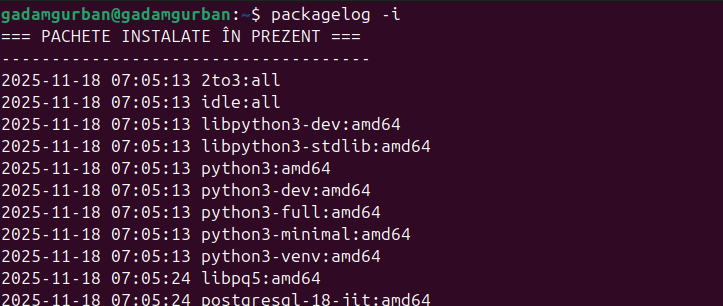 gadamgurban@gadamgurban:~$ packagelog -i
=== PACHETE INSTALATE ÎN PREZENT ===
-------------------------------------
2025-11-18 07:05:13 2to3:all
2025-11-18 07:05:13 idle:all
2025-11-18 07:05:13 libpython3-dev:amd64
2025-11-18 07:05:13 libpython3-stdlib:amd64
2025-11-18 07:05:13 python3:amd64
2025-11-18 07:05:13 python3-dev:amd64
2025-11-18 07:05:13 python3-full:amd64
2025-11-18 07:05:13 python3-minimal:amd64
2025-11-18 07:05:13 python3-venv:amd64
2025-11-18 07:05:24 libpq5:amd64
2025-11-18 07:05:24 postgresql-18-jit:amd64